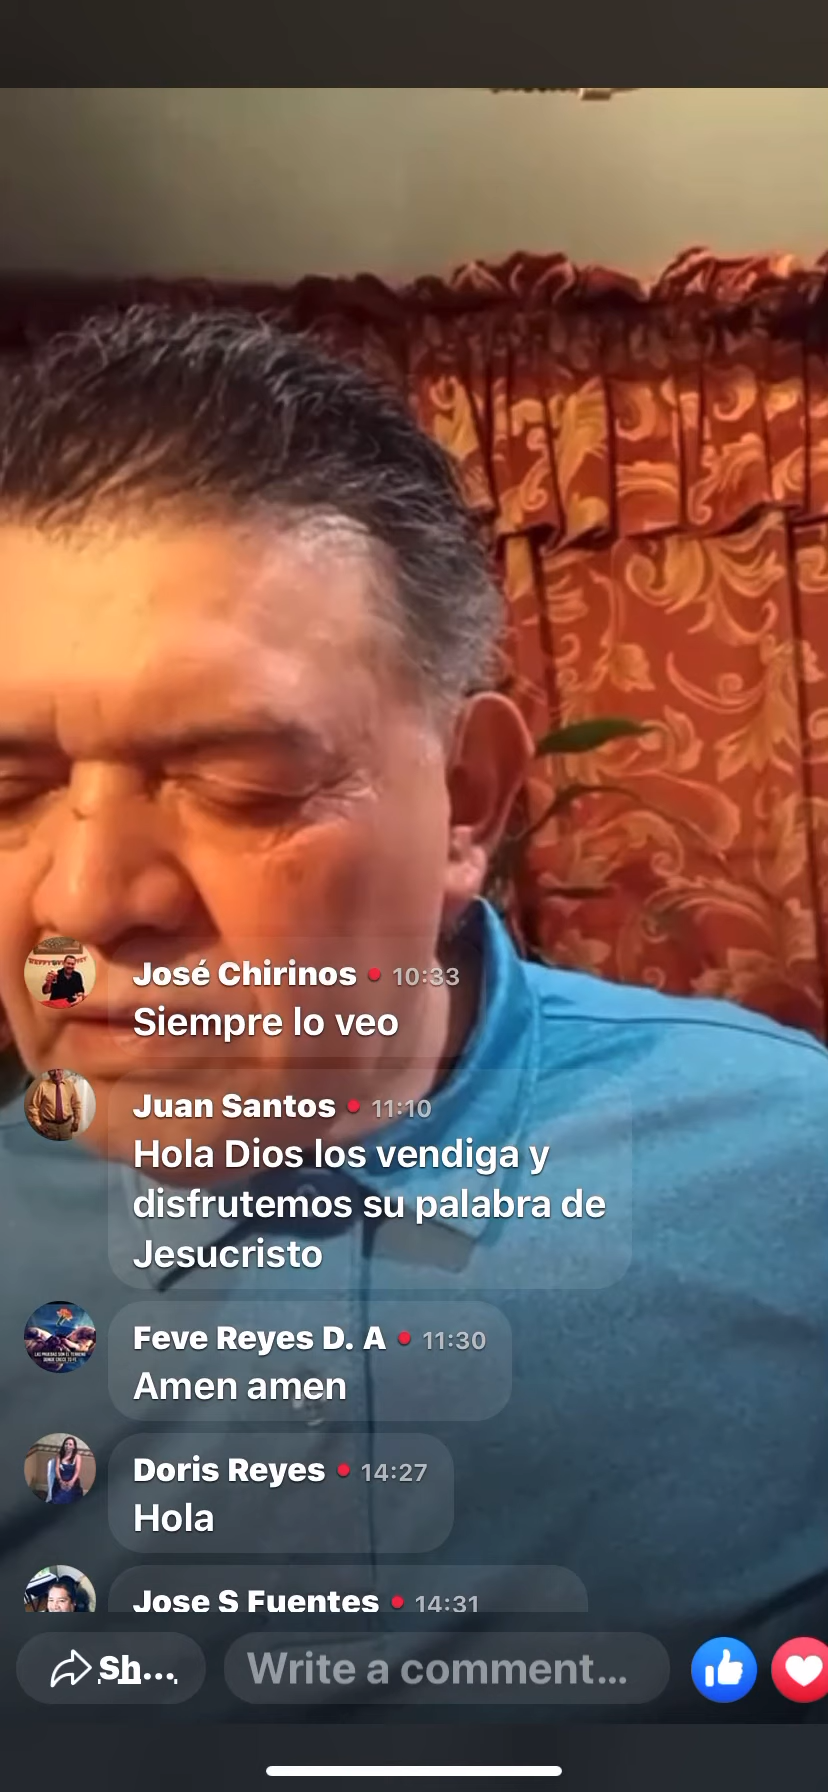 José Chirinos • 10:33
Siempre lo veo
Juan Santos • 11:10
Hola Dios los vendiga y
disfrutemos su palabra de
Jesucristo
Feve Reyes D. A • 11:30
Amen amen
Doris Reyes • 14:27
Hola
Jose S Fuentes • 14:31
Sh...
Write a comment...